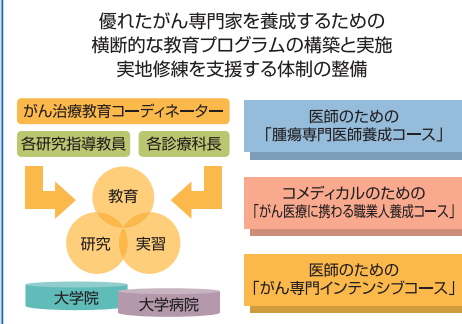 優れたがん専門家を養成するための
横断的な教育プログラムの構築と実施
実地修練を支援する体制の整備
がん治療教育コーディネーター
各研究指導教員
各診療科長
教育
研究
実習
大学院
大学病院
医師のための
「腫瘍専門医師養成コース」
コメディカルのための
「がん医療に携わる職業人養成コース」
医師のための
「がん専門インテンシブコース」